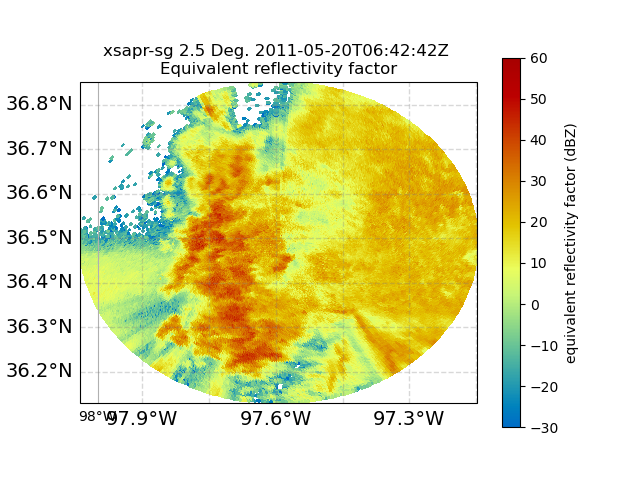 xsapr-sg 2.5 Deg. 2011-05-20T06:42:42Z
Equivalent reflectivity factor
36.8°N
36.7°N
36.6°N
36.5°N
36.4°N
36.3°N
36.2°N
98°W
97.9°W
97.6°W
97.3°W
60
50
40
30
20
10
0
−10
−20
−30
equivalent reflectivity factor (dBZ)